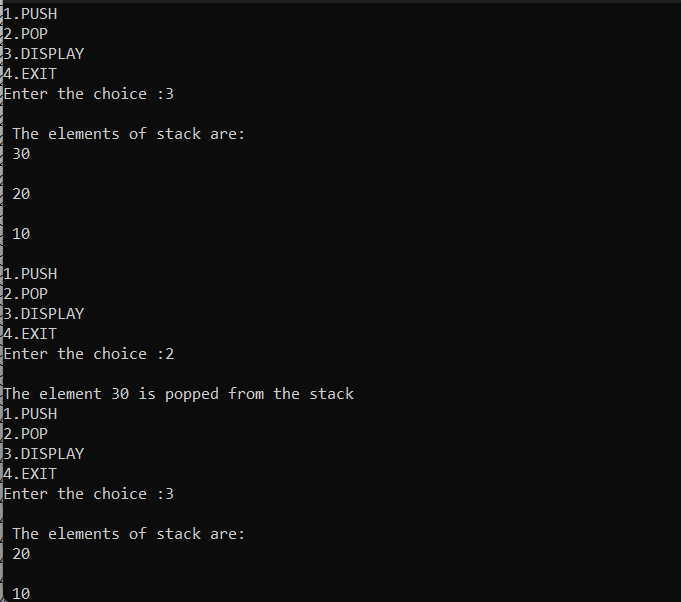 1.PUSH
2.POP
3.DISPLAY
4.EXIT
Enter the choice :3
The elements of stack are:
30
20
10
1.PUSH
2.POP
3.DISPLAY
4.EXIT
Enter the choice :2
The element 30 is popped from the stack
1.PUSH
2.POP
3.DISPLAY
4.EXIT
Enter the choice :3
The elements of stack are:
20
10